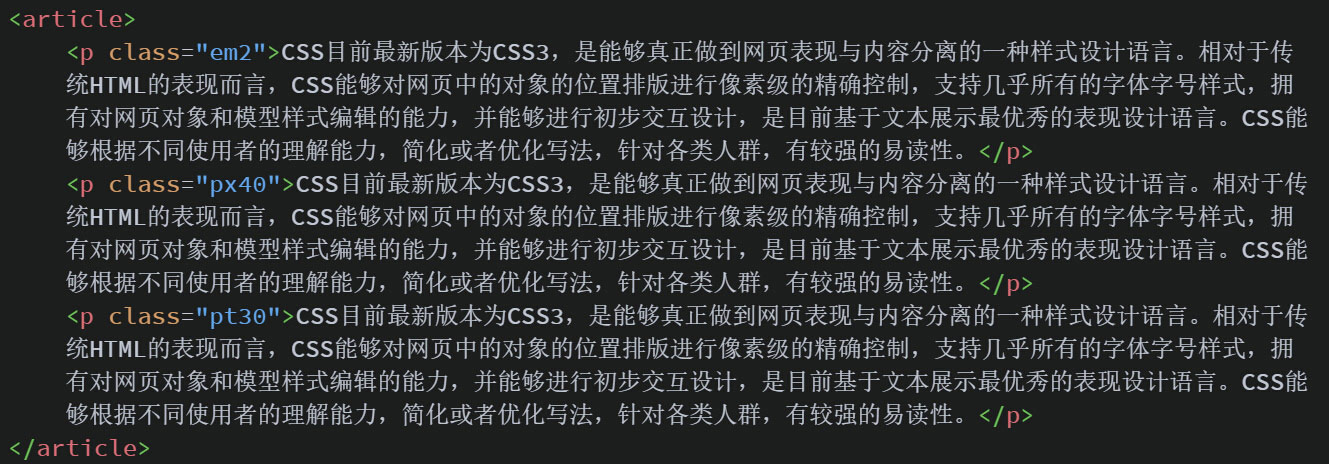 <article>
<p class="em2">CSS目前最新版本为CSS3，是能够真正做到网页表现与内容分离的一种样式设计语言。相对于传
统HTML的表现而言，CSS能够对网页中的对象的位置排版进行像素级的精确控制，支持几乎所有的字体字号样式，拥
有对网页对象和模型样式编辑的能力，并能够进行初步交互设计，是目前基于文本展示最优秀的表现设计语言。CSS能
够根据不同使用者的理解能力，简化或者优化写法，针对各类人群，有较强的易读性。</p>
<p class="px40">CSS目前最新版本为CSS3，是能够真正做到网页表现与内容分离的一种样式设计语言。相对于传
统HTML的表现而言，CSS能够对网页中的对象的位置排版进行像素级的精确控制，支持几乎所有的字体字号样式，拥
有对网页对象和模型样式编辑的能力，并能够进行初步交互设计，是目前基于文本展示最优秀的表现设计语言。CSS能
够根据不同使用者的理解能力，简化或者优化写法，针对各类人群，有较强的易读性。</p>
<p class="pt30">CSS目前最新版本为CSS3，是能够真正做到网页表现与内容分离的一种样式设计语言。相对于传
统HTML的表现而言，CSS能够对网页中的对象的位置排版进行像素级的精确控制，支持几乎所有的字体字号样式，拥
有对网页对象和模型样式编辑的能力，并能够进行初步交互设计，是目前基于文本展示最优秀的表现设计语言。CSS能
够根据不同使用者的理解能力，简化或者优化写法，针对各类人群，有较强的易读性。</p>
</article>